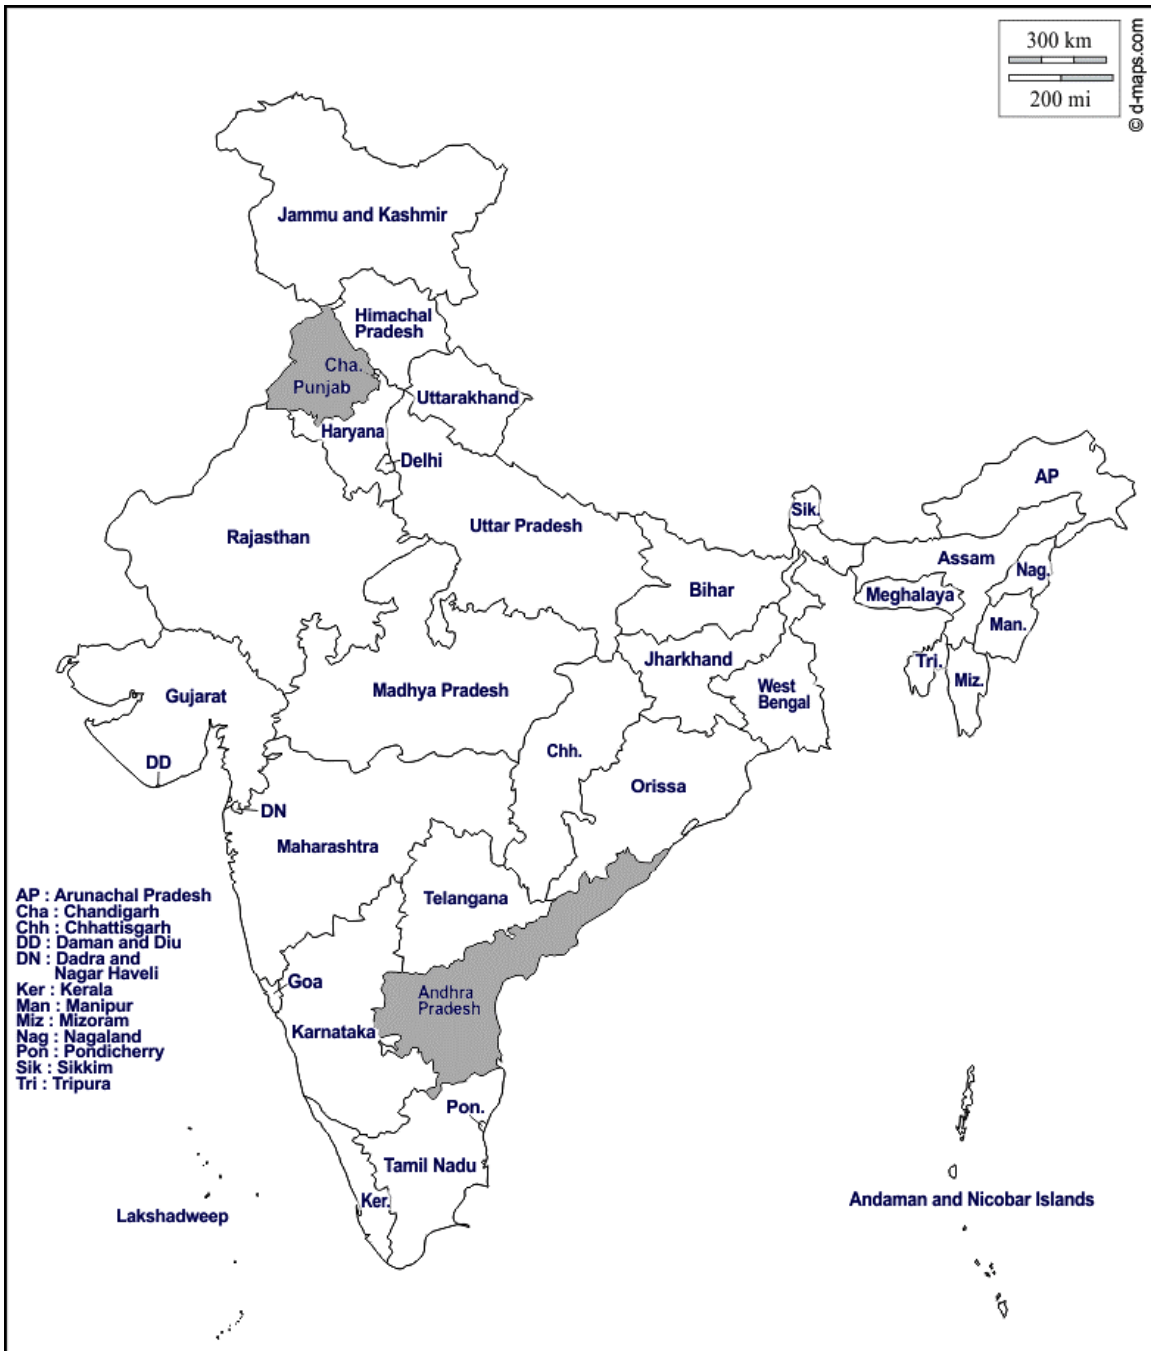 300 km
200 mi
© d-maps.com
Jammu and Kashmir
Himachal
Pradesh
Cha.
Punjab
Uttarakhand
Haryana
Delhi
AP
Sik.
Rajasthan
Uttar Pradesh
Assam
Nag.
Bihar
Meghalaya
Man.
Jharkhand
Tri.
Miz.
Gujarat
Madhya Pradesh
West
Bengal
Chh.
DD
Orissa
DN
Maharashtra
Telangana
AP : Arunachal Pradesh
Cha : Chandigarh
Chh : Chhattisgarh
DD : Daman and Diu
DN : Dadra and
Nagar Haveli
Ker : Kerala
Man : Manipur
Miz : Mizoram
Nag : Nagaland
Pon : Pondicherry
Sik : Sikkim
Tri : Tripura
Goa
Andhra
Pradesh
Karnataka
Pon.
Tamil Nadu
Ker.
Lakshadweep
Andaman and Nicobar Islands